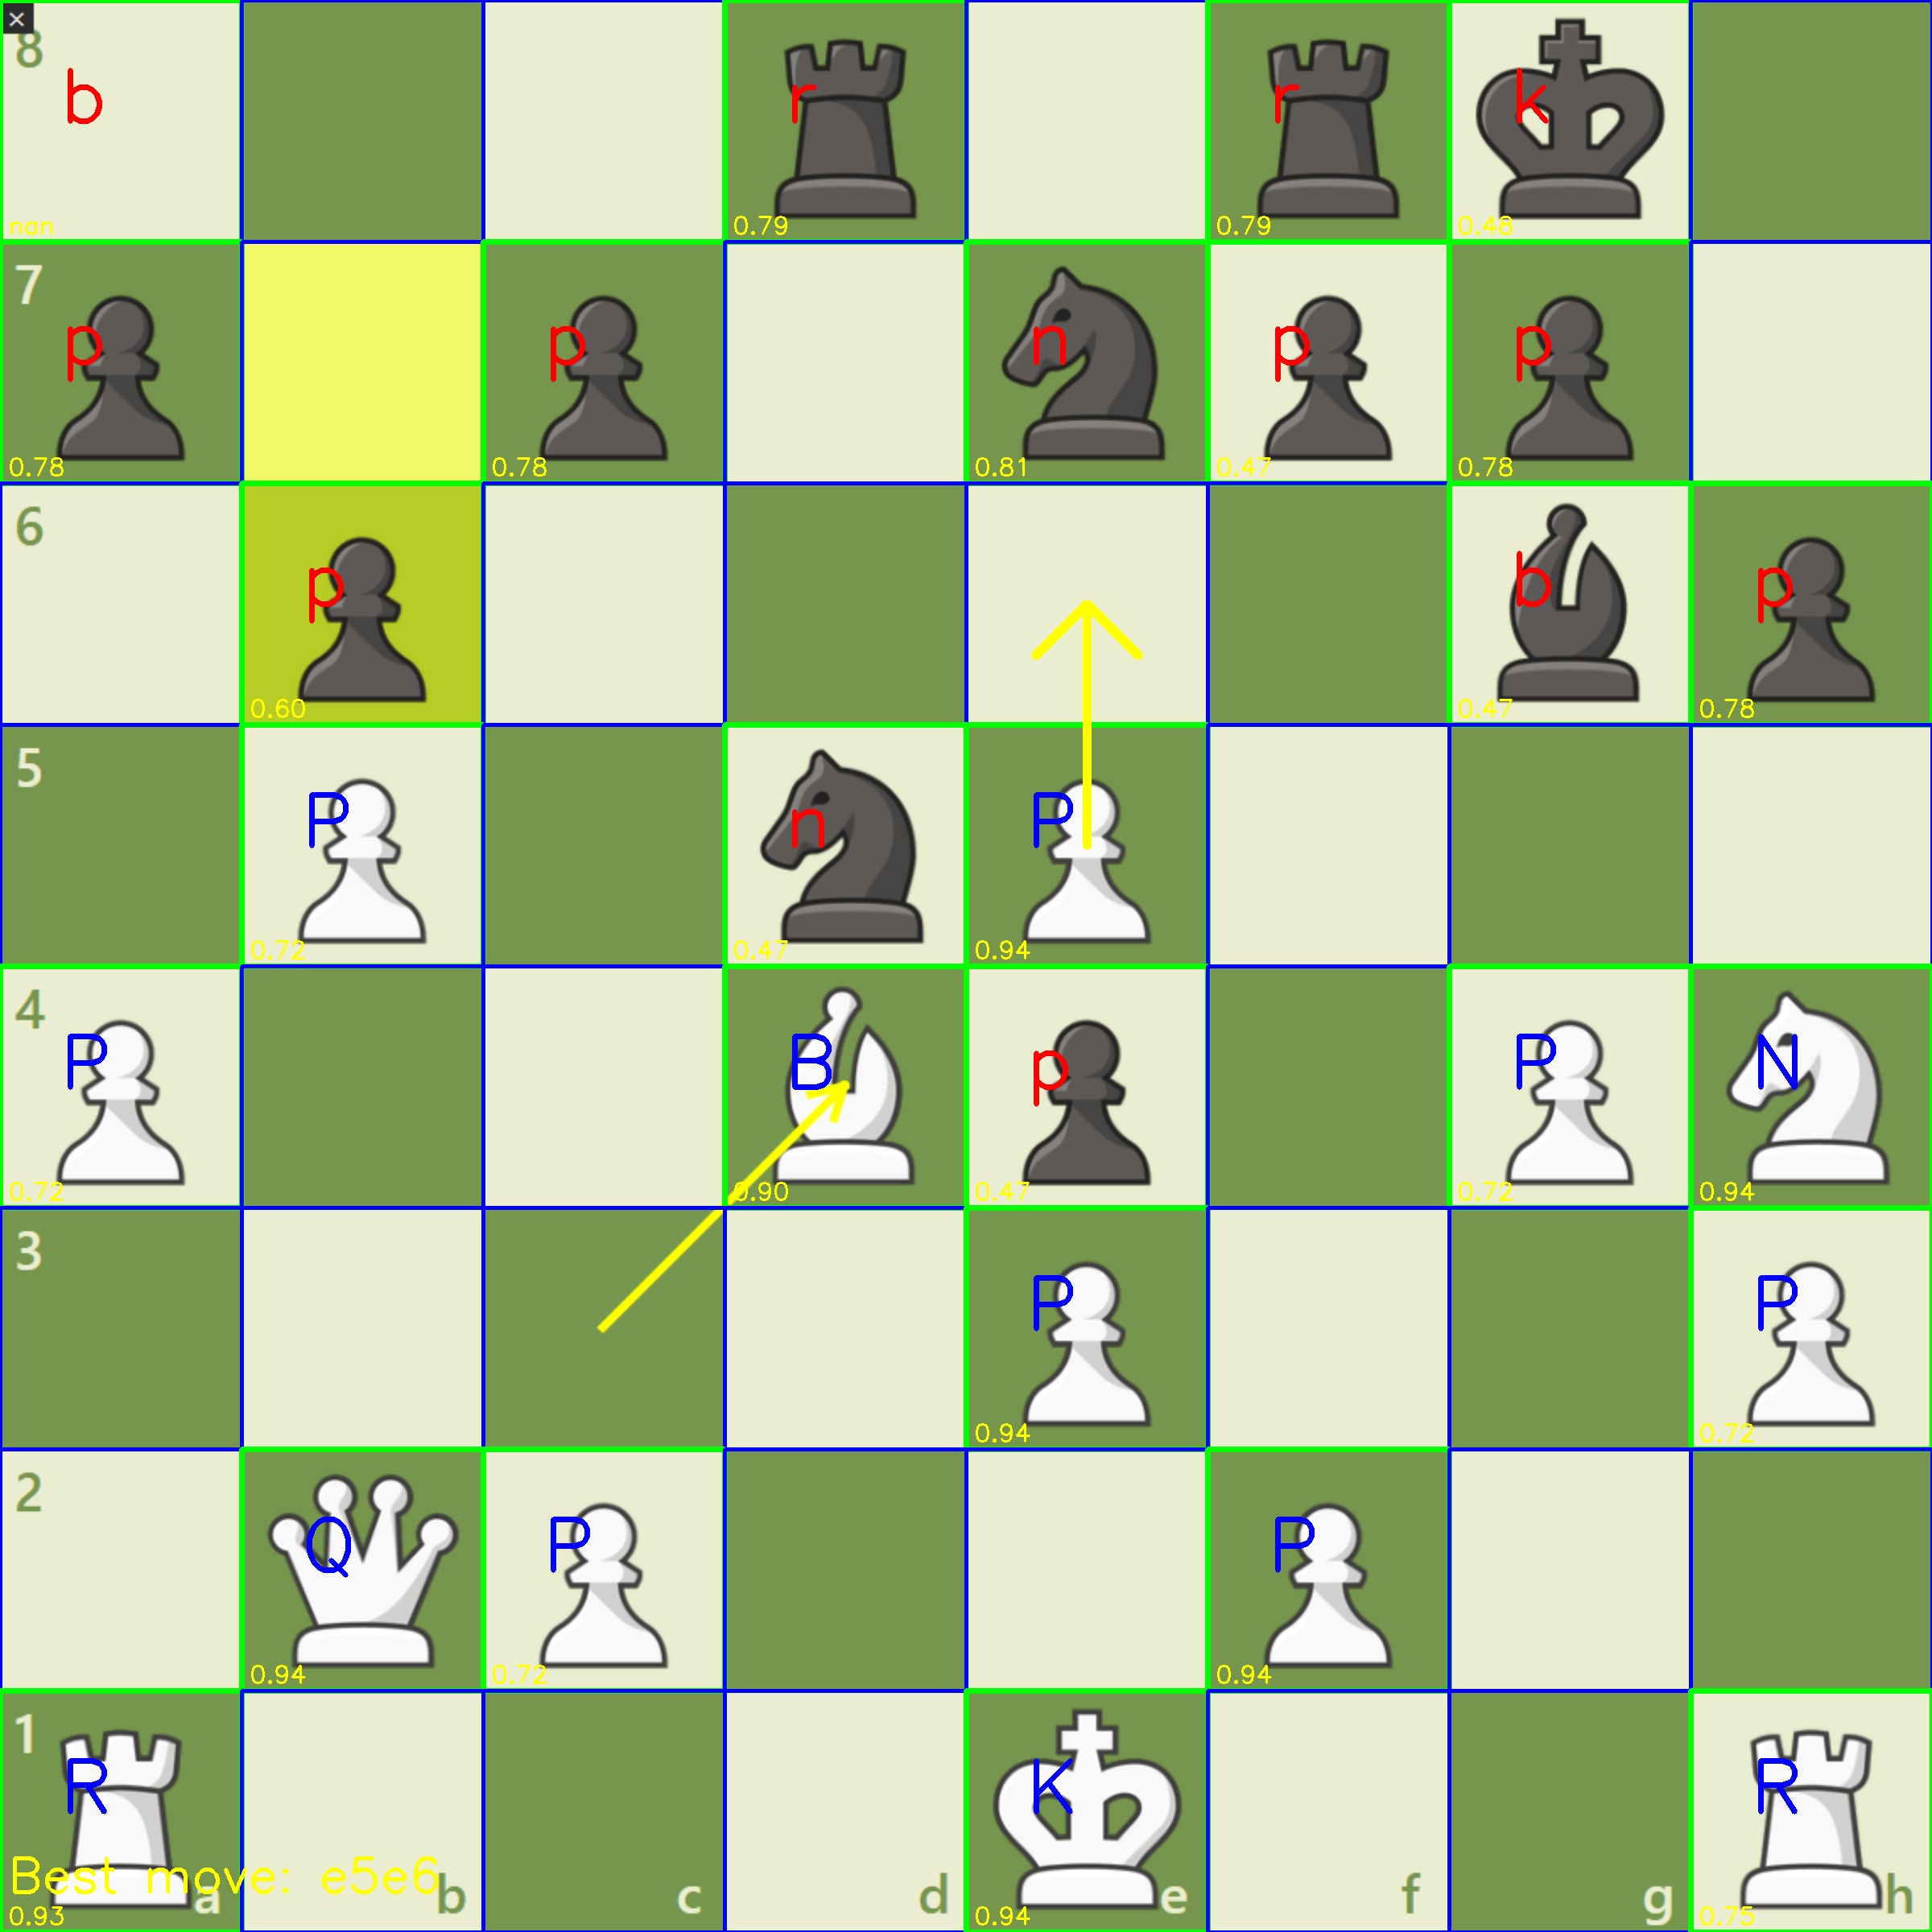 ×
8
b r r k
nan 0.79 0.79 0.48
7
p p n p p
0.78 0.78 0.81 0.47 0.78
6
p b p
0.60 0.47 0.78
5
P n P
0.72 0.47 0.94
4
P B p P N
0.72 0.90 0.47 0.72 0.94
3
P P
0.94 0.72
2
Q P P
0.94 0.72 0.94
1
R K R
Best move: e5e6
a b c d e f g h
0.93 0.94 0.75